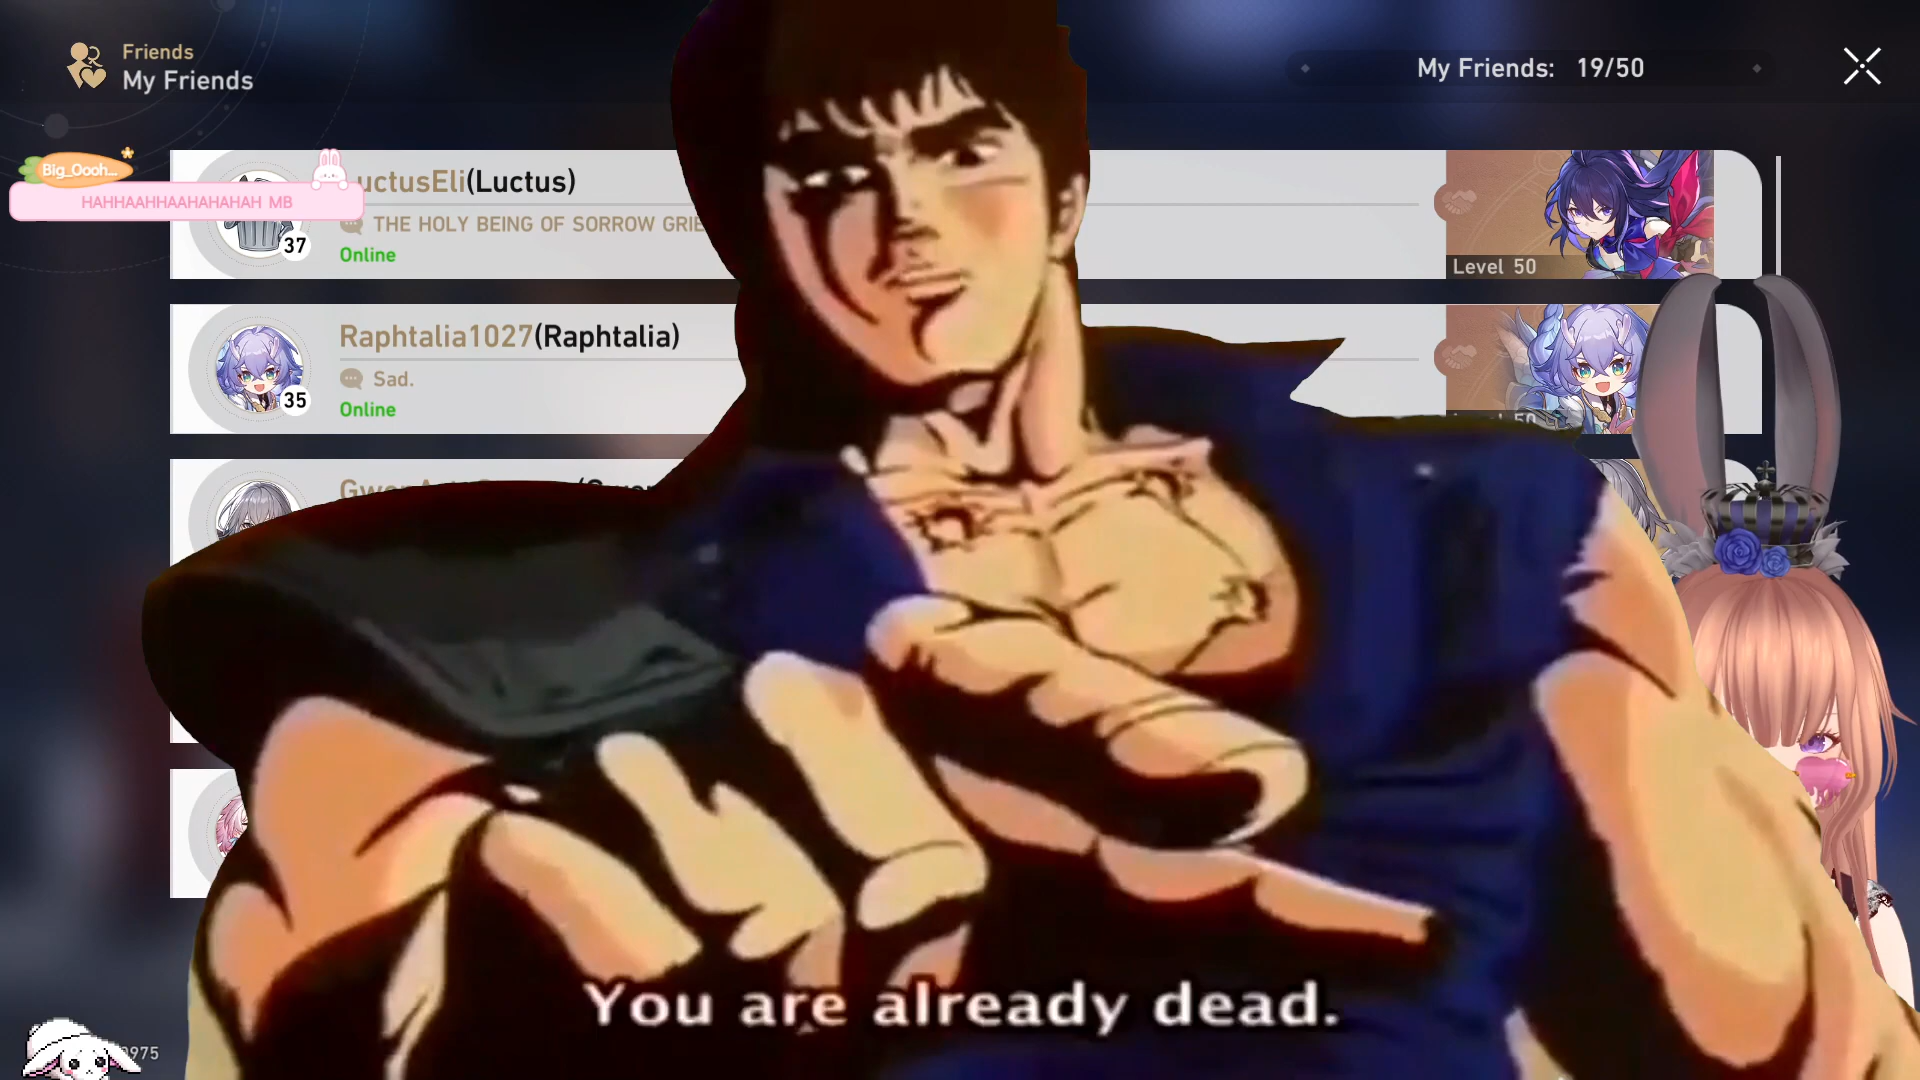 Friends
My Friends
My Friends: 19/50
Big_Oooh...
HAHHAAHHAAHAHAHAH MB
uctusEli(Luctus)
THE HOLY BEING OF SORROW GRIE
37
Online
Level 50
Raphtalia1027(Raphtalia)
Sad.
35
Online
You are already dead.
975